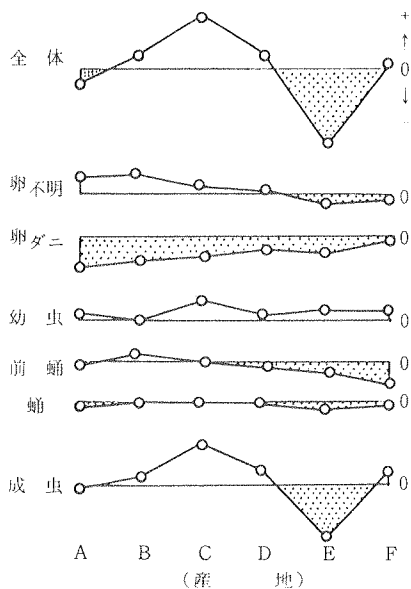 +
↑
全 体 0
↓
-
卵不明 0
卵ダニ 0
幼 虫 0
前 蛹 0
蛹 0
成 虫 0
A B C D E F
(産 地)